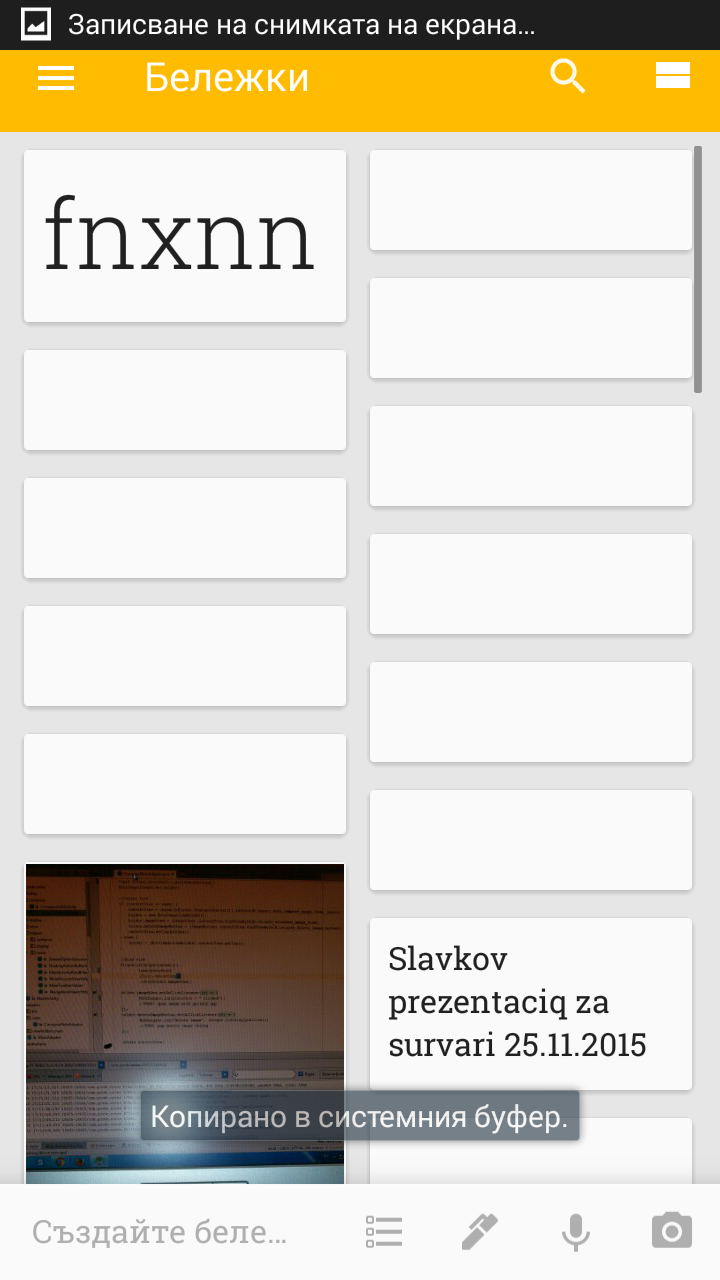 Записване на снимката на екрана...
Бележки
fnxnn
Slavkov
prezentaciq za
survari 25.11.2015
Копирано в системния буфер.
Създайте беле...